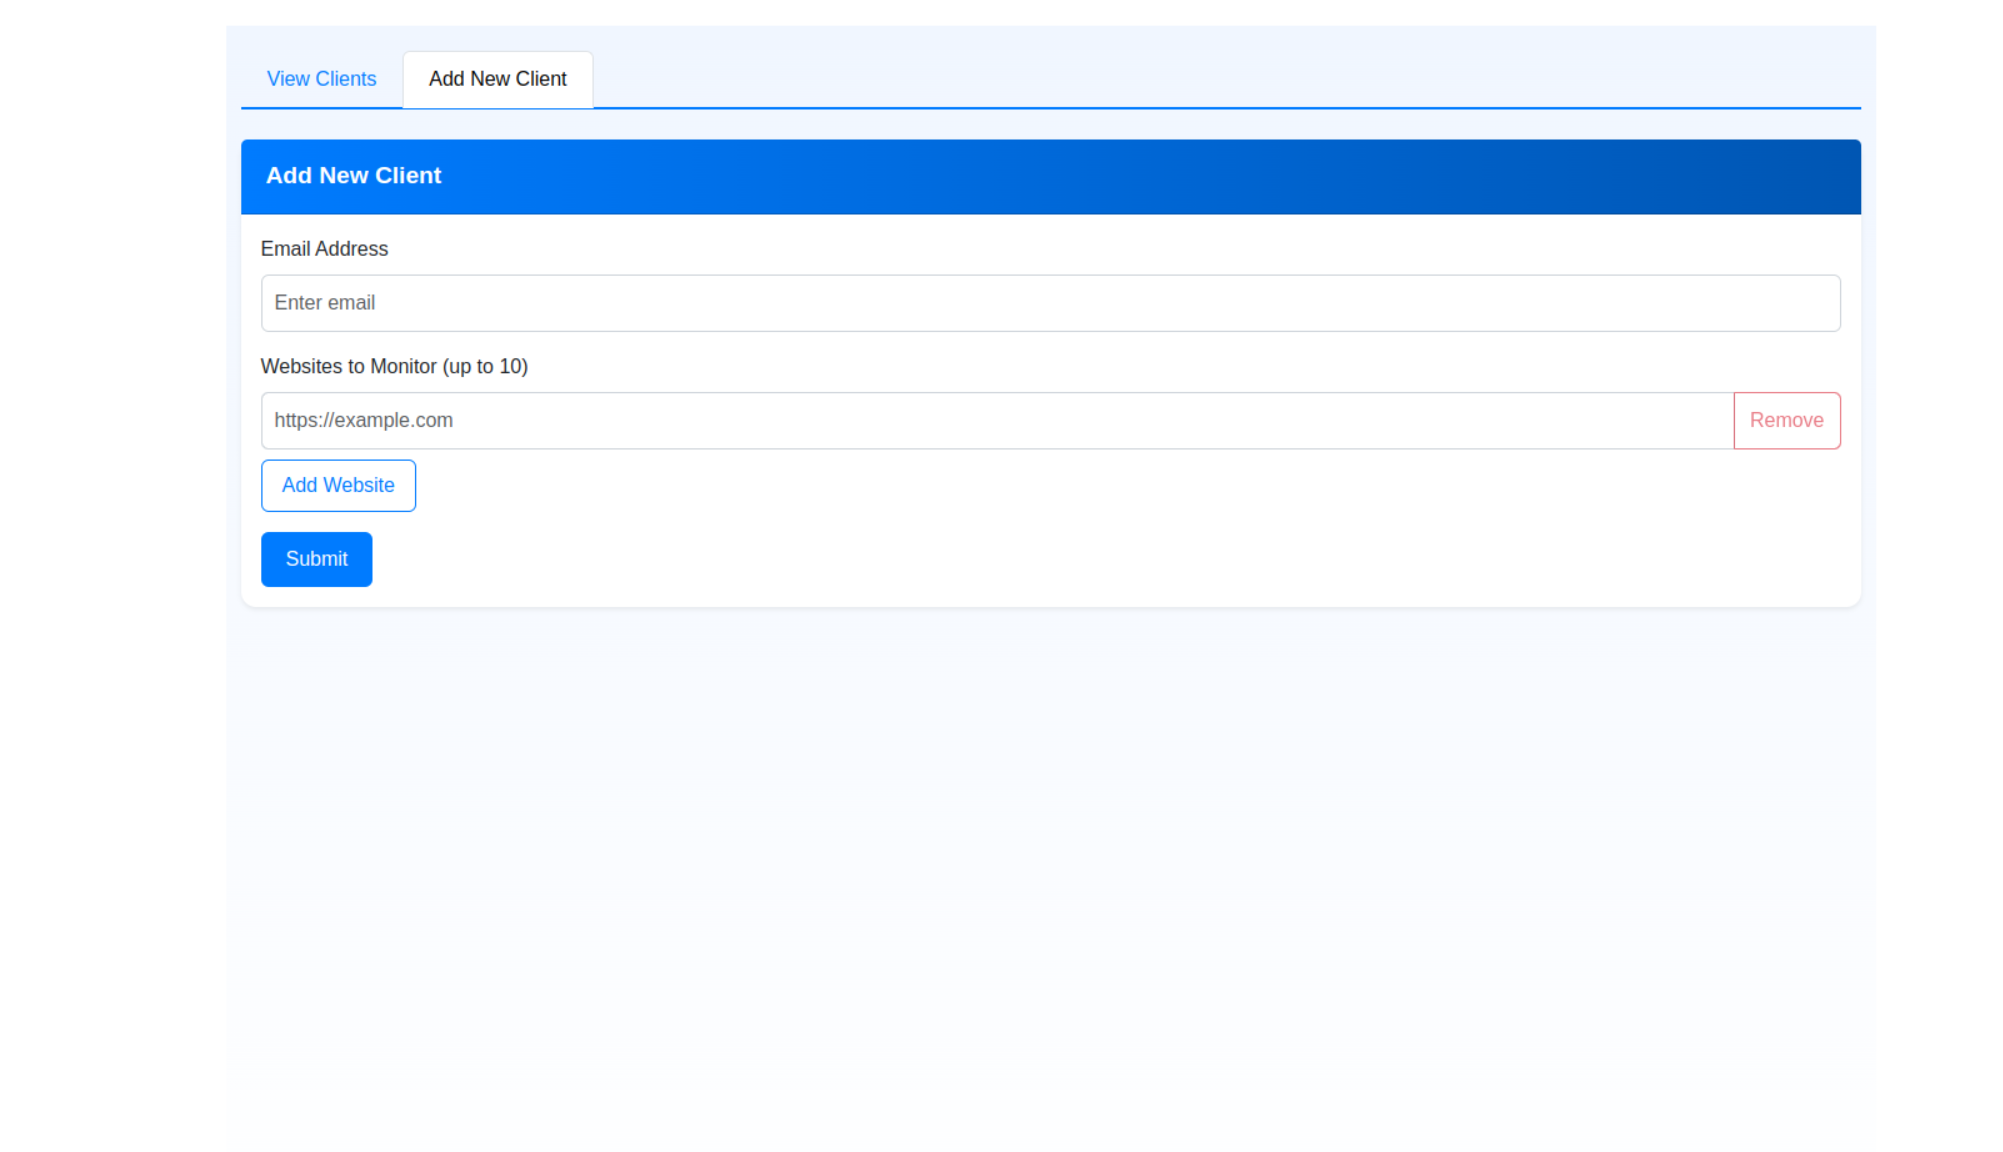 View Clients Add New Client
Add New Client
Email Address
Enter email
Websites to Monitor (up to 10)
https://example.com Remove
Add Website
Submit